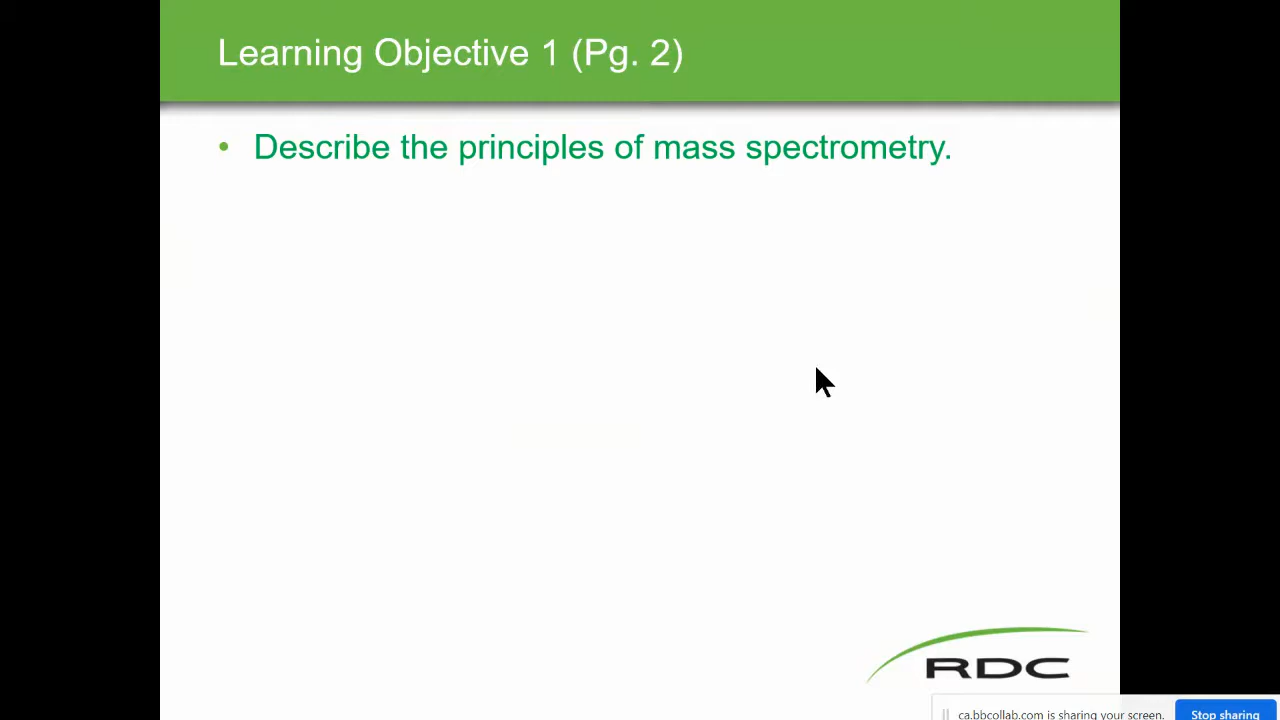 Learning Objective 1 (Pg. 2)
• Describe the principles of mass spectrometry.
RDC
ca.bbcollab.com is sharing your screen.
Stop sharing